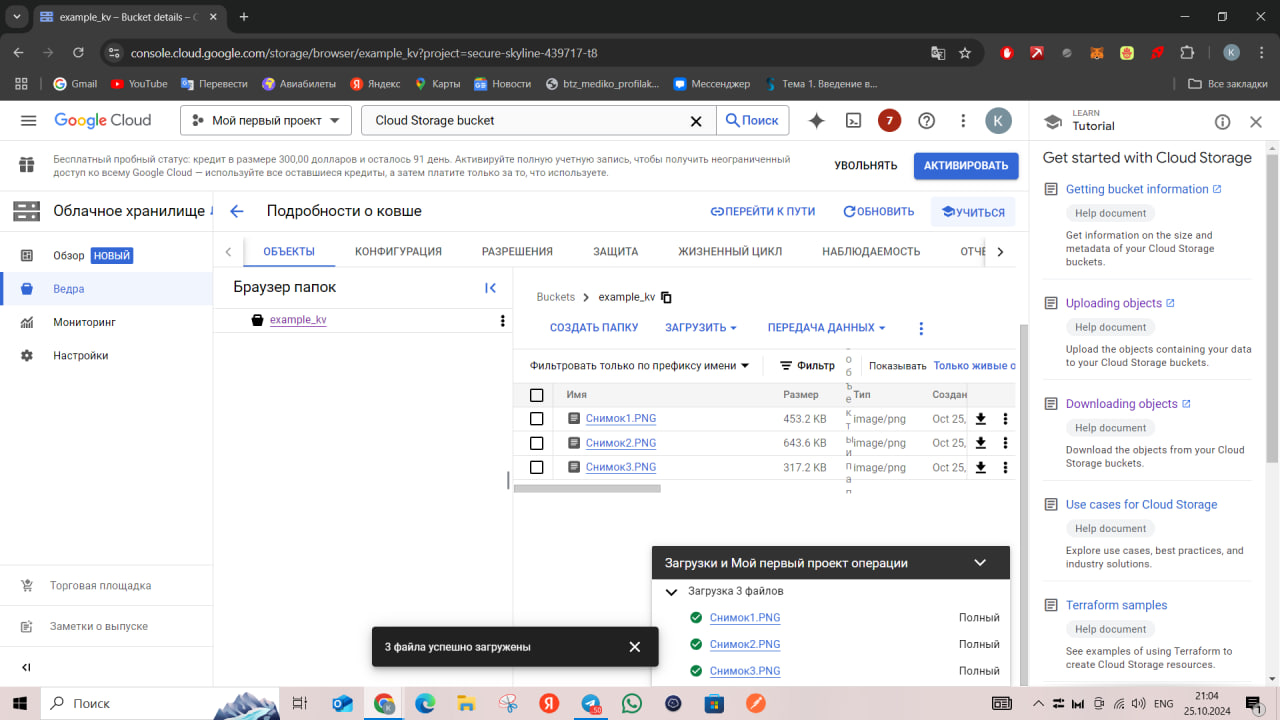 example_kv – Bucket details – C
console.cloud.google.com/storage/browser/example_kv?project=secure-skyline-439717-t8
K
Gmail
YouTube
Перевести
Авиабилеты
Яндекс
Карты
Новости
btz_mediko_profilak...
Мессенджер
Тема 1. Введение в...
Все закладки
Google Cloud
Мой первый проект
Cloud Storage bucket
Поиск
7
K
LEARN
Tutorial
Бесплатный пробный статус: кредит в размере 300,00 долларов и осталось 91 день. Активируйте полную учетную запись, чтобы получить неограниченный
доступ ко всему Google Cloud — используйте все оставшиеся кредиты, а затем платите только за то, что используете.
УВОЛЬНЯТЬ
АКТИВИРОВАТЬ
Облачное хранилище
Подробности о ковше
ПЕРЕЙТИ К ПУТИ
ОБНОВИТЬ
УЧИТЬСЯ
Обзор НОВЫЙ
Ведра
Мониторинг
Настройки
Торговая площадка
Заметки о выпуске
ОБЪЕКТЫ
КОНФИГУРАЦИЯ
РАЗРЕШЕНИЯ
ЗАЩИТА
ЖИЗНЕННЫЙ ЦИКЛ
НАБЛЮДАЕМОСТЬ
ОТЧЕ
Браузер папок
example_kv
Buckets
example_kv
СОЗДАТЬ ПАПКУ
ЗАГРУЗИТЬ
ПЕРЕДАЧА ДАННЫХ
Фильтровать только по префиксу имени
Фильтр
объекты и п
Показывать
Только живые о
Имя
Размер
Тип
Создан
Снимок1.PNG 453.2 KB image/png Oct 25,
Снимок2.PNG 643.6 KB image/png Oct 25,
Снимок3.PNG 317.2 KB image/png Oct 25,
Загрузки и Мой первый проект операции
Загрузка 3 файлов
Снимок1.PNG Полный
Снимок2.PNG Полный
Снимок3.PNG Полный
3 файла успешно загружены
Get started with Cloud Storage
Getting bucket information
Help document
Get information on the size and
metadata of your Cloud Storage
buckets.
Uploading objects
Help document
Upload the objects containing your data
to your Cloud Storage buckets.
Downloading objects
Help document
Download the objects from your Cloud
Storage buckets.
Use cases for Cloud Storage
Help document
Explore use cases, best practices, and
industry solutions.
Terraform samples
Help document
See examples of using Terraform to
create Cloud Storage resources.
Поиск
50
ENG
21:04
25.10.2024
1